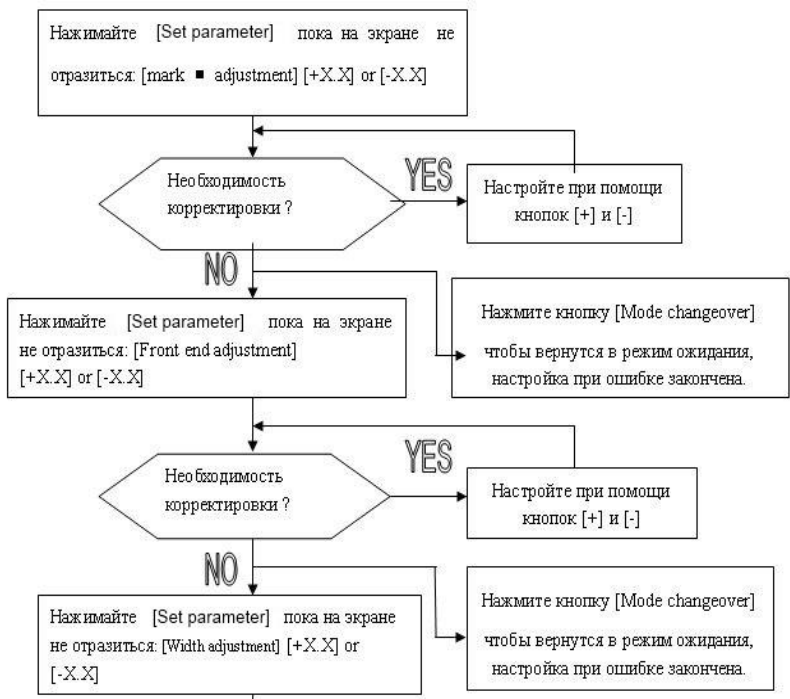 Нажимайте [Set parameter] пока на экране не
отразиться: [mark ■ adjustment] [+X.X] or [-X.X]
Необходимость
корректировки ?
YES
Настройте при помощи
кнопок [+] и [-]
NO
Нажимайте [Set parameter] пока на экране
не отразиться: [Front end adjustment]
[+X.X] or [-X.X]
Нажмите кнопку [Mode changeover]
чтобы вернутся в режим ожидания,
настройка при ошибке закончена.
Необходимость
корректировки ?
YES
Настройте при помощи
кнопок [+] и [-]
NO
Нажимайте [Set parameter] пока на экране
не отразиться: [Width adjustment] [+X.X] or
[-X.X]
Нажмите кнопку [Mode changeover]
чтобы вернутся в режим ожидания,
настройка при ошибке закончена.